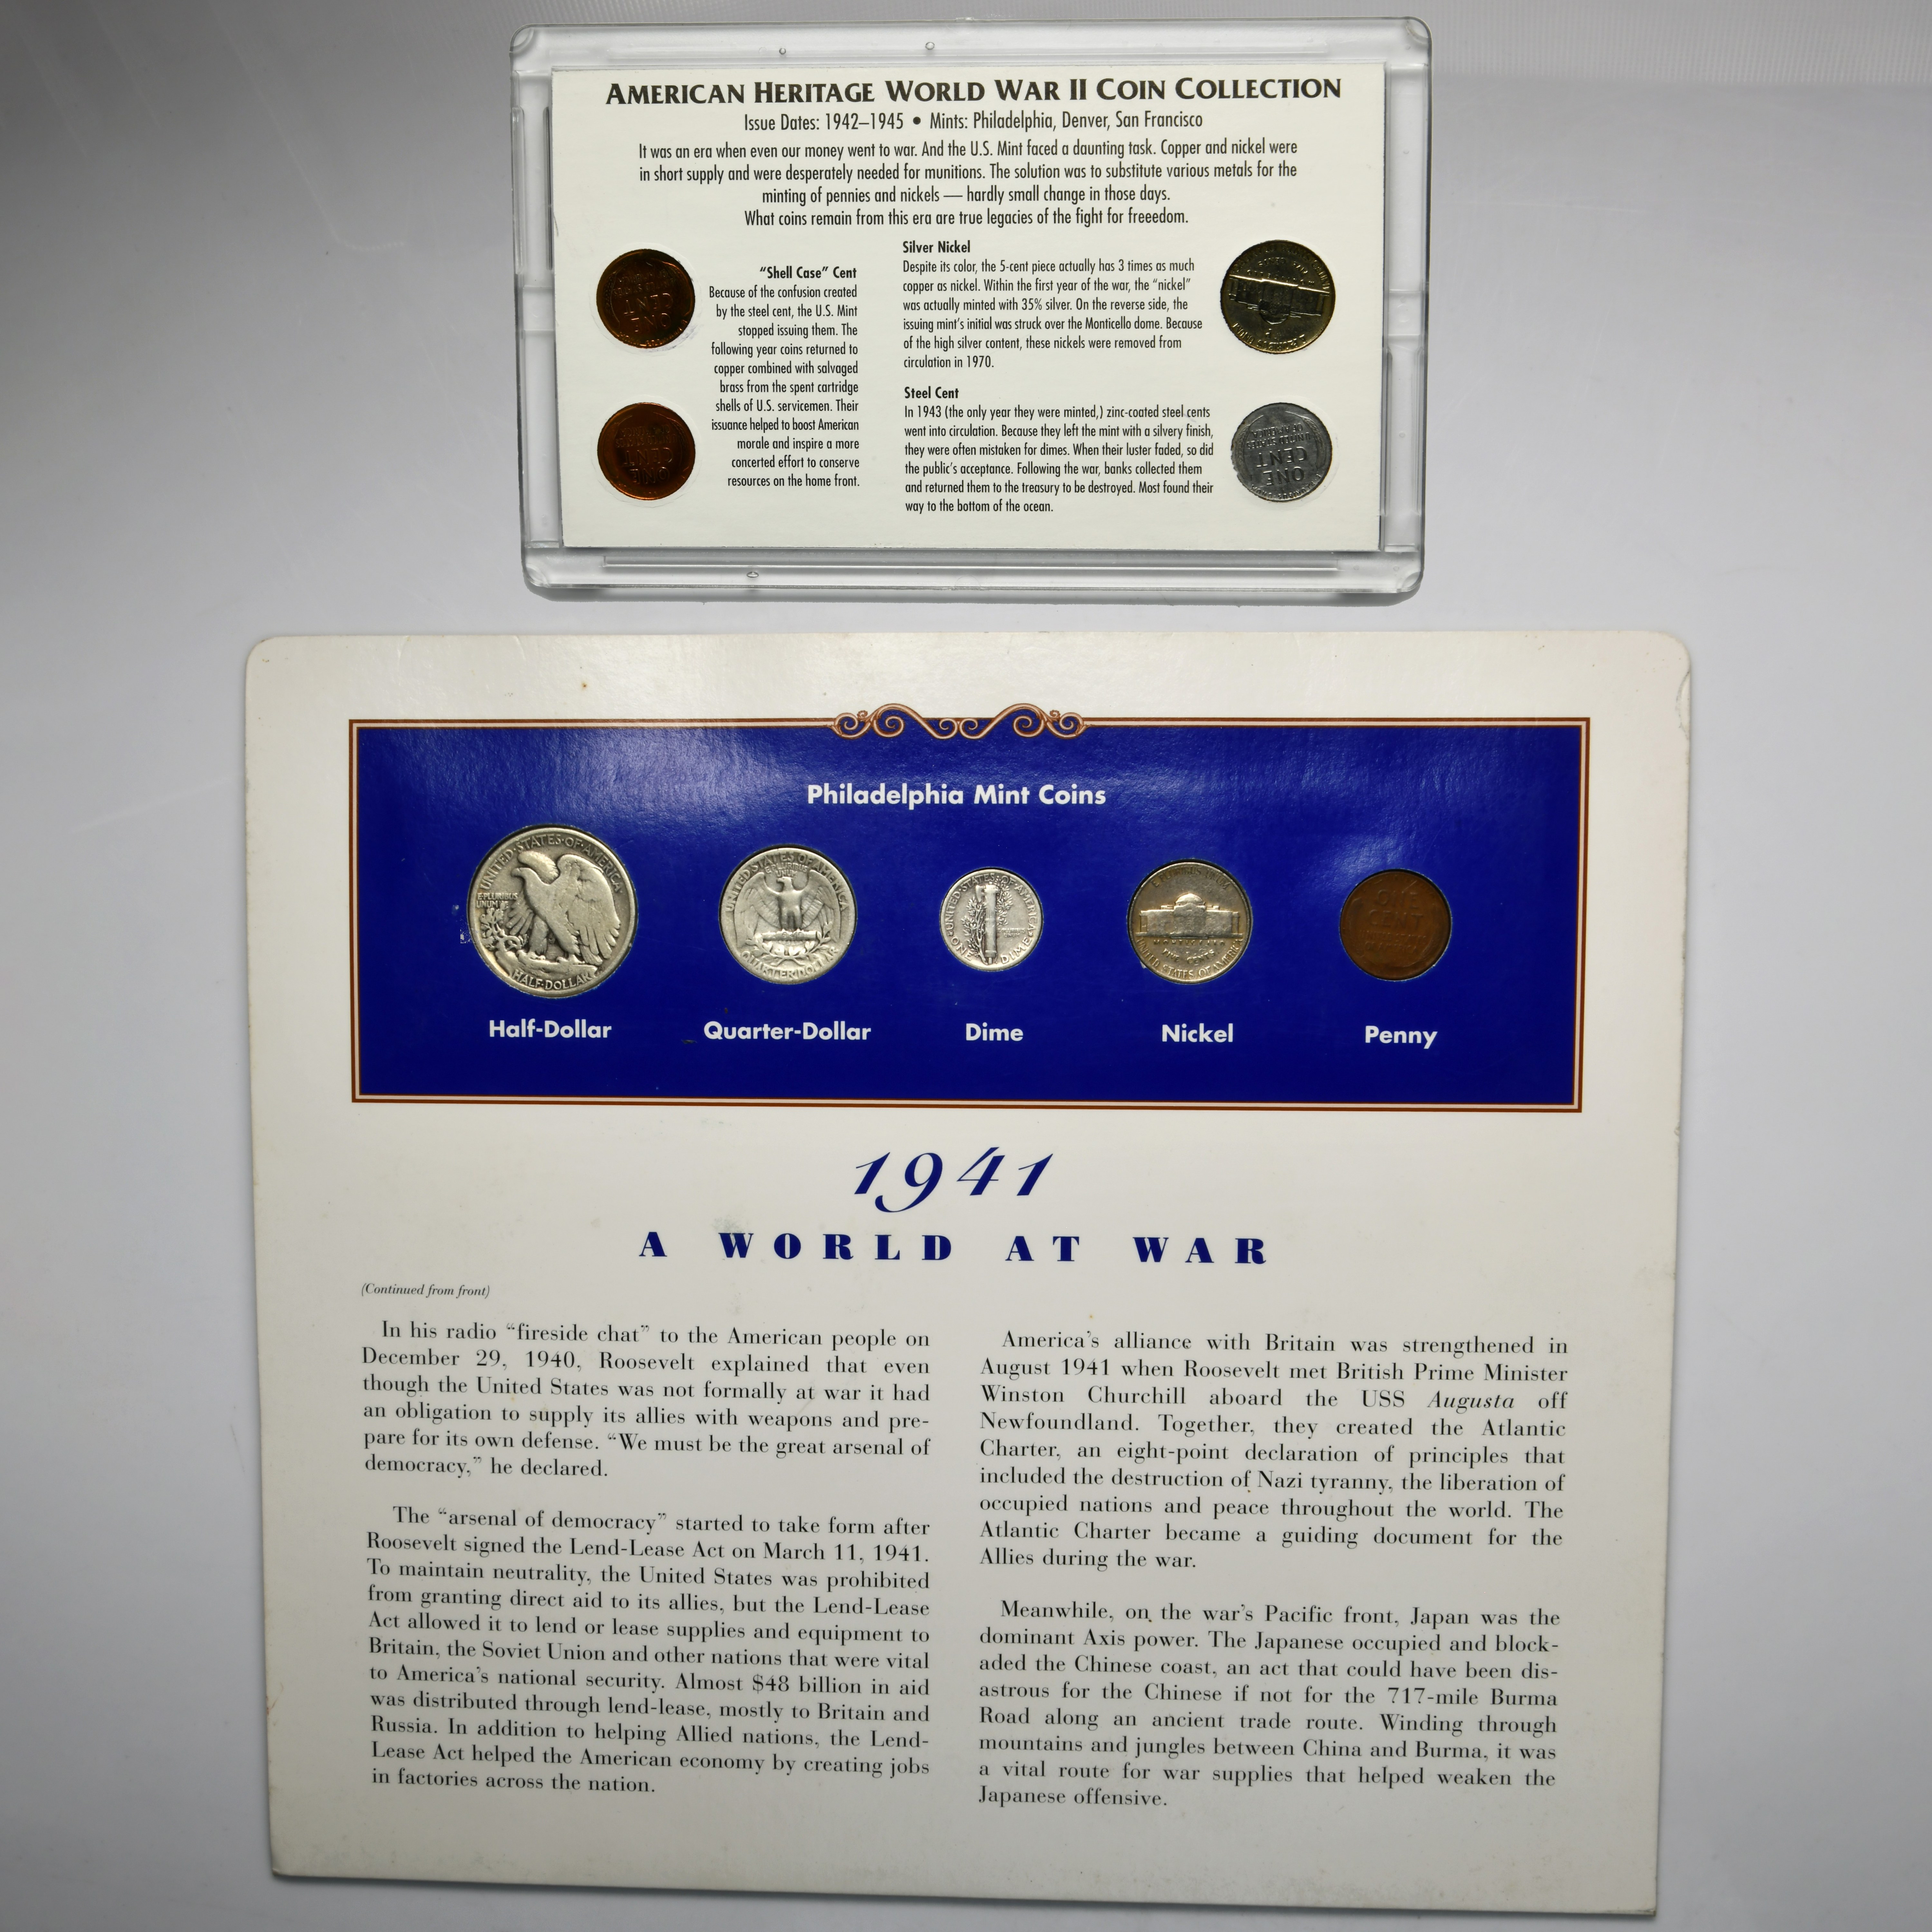 AMERICAN HERITAGE WORLD WAR II COIN COLLECTION
Issue Dates: 1942–1945 • Mints: Philadelphia, Denver, San Francisco
It was an era when even our money went to war. And the U.S. Mint faced a daunting task. Copper and nickel were
in short supply and were desperately needed for munitions. The solution was to substitute various metals for the
minting of pennies and nickels — hardly small change in those days.
What coins remain from this era are true legacies of the fight for freeedom.
"Shell Case" Cent
Because of the confusion created
by the steel cent, the U.S. Mint
stopped issuing them. The
following year coins returned to
copper combined with salvaged
brass from the spent cartridge
shells of U.S. servicemen. Their
issuance helped to boost American
morale and inspire a more
concerted effort to conserve
resources on the home front.
Silver Nickel
Despite its color, the 5-cent piece actually has 3 times as much
copper as nickel. Within the first year of the war, the "nickel"
was actually minted with 35% silver. On the reverse side, the
issuing mint's initial was struck over the Monticello dome. Because
of the high silver content, these nickels were removed from
circulation in 1970.
Steel Cent
In 1943 (the only year they were minted,) zinc-coated steel cents
went into circulation. Because they left the mint with a silvery finish,
they were often mistaken for dimes. When their luster faded, so did
the public's acceptance. Following the war, banks collected them
and returned them to the treasury to be destroyed. Most found their
way to the bottom of the ocean.
ONE
CENT
ONE
CENT
ONE
CENT
Philadelphia Mint Coins
UNITED·STATES·OF·AMERICA
E·PLURIBUS
UNUM
HALF·DOLLAR
UNITED STATES OF AMERICA
QUARTER DOLLAR
UNITED·STATES·OF·AMERICA
ONE DIME
UNITED STATES OF AMERICA
ONE
CENT
Half-Dollar
Quarter-Dollar
Dime
Nickel
Penny
1941
A WORLD AT WAR
(Continued from front)
In his radio "fireside chat" to the American people on
December 29, 1940, Roosevelt explained that even
though the United States was not formally at war it had
an obligation to supply its allies with weapons and pre-
pare for its own defense. "We must be the great arsenal of
democracy," he declared.
The "arsenal of democracy" started to take form after
Roosevelt signed the Lend-Lease Act on March 11, 1941.
To maintain neutrality, the United States was prohibited
from granting direct aid to its allies, but the Lend-Lease
Act allowed it to lend or lease supplies and equipment to
Britain, the Soviet Union and other nations that were vital
to America's national security. Almost $48 billion in aid
was distributed through lend-lease, mostly to Britain and
Russia. In addition to helping Allied nations, the Lend-
Lease Act helped the American economy by creating jobs
in factories across the nation.
America's alliance with Britain was strengthened in
August 1941 when Roosevelt met British Prime Minister
Winston Churchill aboard the USS Augusta off
Newfoundland. Together, they created the Atlantic
Charter, an eight-point declaration of principles that
included the destruction of Nazi tyranny, the liberation of
occupied nations and peace throughout the world. The
Atlantic Charter became a guiding document for the
Allies during the war.
Meanwhile, on the war's Pacific front, Japan was the
dominant Axis power. The Japanese occupied and block-
aded the Chinese coast, an act that could have been dis-
astrous for the Chinese if not for the 717-mile Burma
Road along an ancient trade route. Winding through
mountains and jungles between China and Burma, it was
a vital route for war supplies that helped weaken the
Japanese offensive.